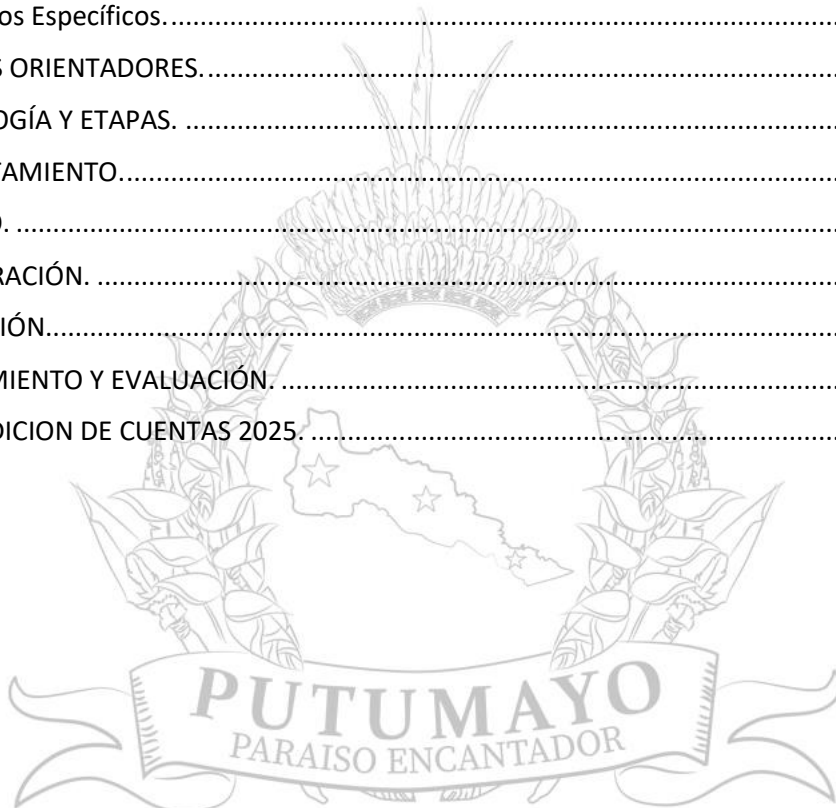 os Específicos.
S ORIENTADORES.
OGÍA Y ETAPAS.
TAMIENTO.
O.
RACIÓN.
IÓN.
MIENTO Y EVALUACIÓN.
DICION DE CUENTAS 2025.
PUTUMAYO
PARAISO ENCANTADOR